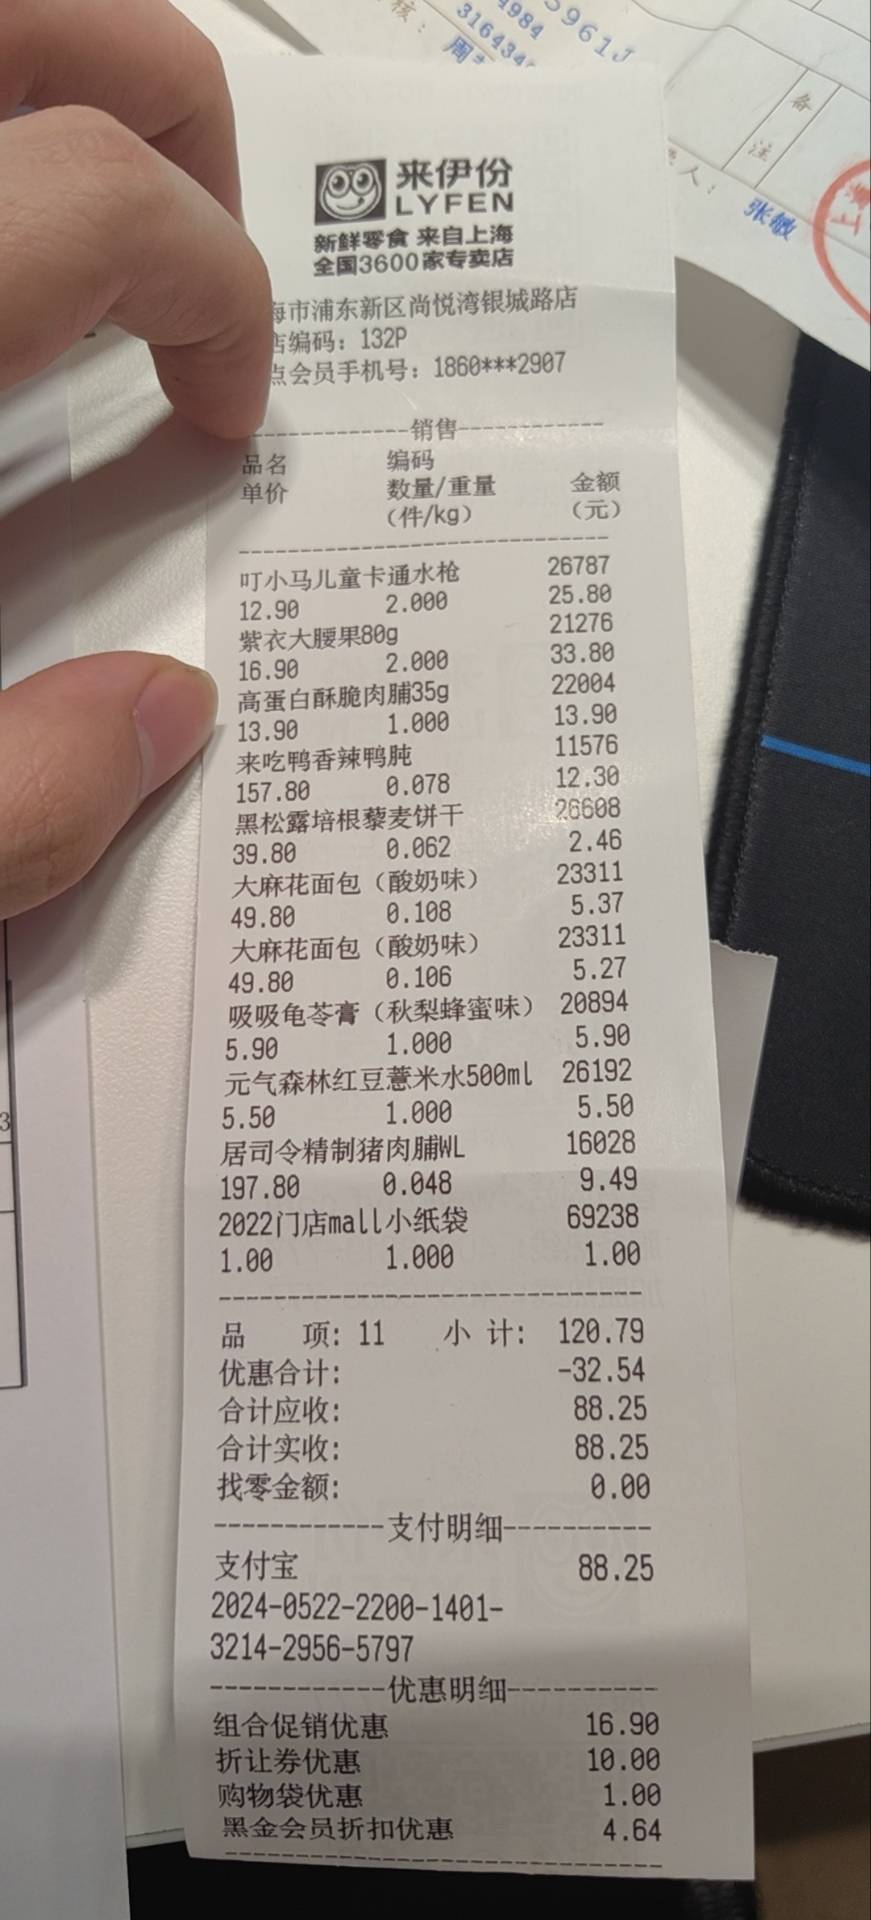 5961J
4984
316434
核:
周
备
注
人:
张敏
来伊份
LYFEN
新鲜零食 来自上海
全国3600家专卖店
海市浦东新区尚悦湾银城路店
店编码: 132P
点会员手机号: 1860***2907
------------销售------------
品名 编码
单价 数量/重量 金额
(件/kg) (元)
叮小马儿童卡通水枪 26787
12.90 2.000 25.80
紫衣大腰果80g 21276
16.90 2.000 33.80
高蛋白酥脆肉脯35g 22004
13.90 1.000 13.90
来吃鸭香辣鸭肫 11576
157.80 0.078 12.30
黑松露培根藜麦饼干 26608
39.80 0.062 2.46
大麻花面包(酸奶味) 23311
49.80 0.108 5.37
大麻花面包(酸奶味) 23311
49.80 0.106 5.27
吸吸龟苓膏(秋梨蜂蜜味) 20894
5.90 1.000 5.90
元气森林红豆薏米水500ml 26192
5.50 1.000 5.50
居司令精制猪肉脯WL 16028
197.80 0.048 9.49
2022门店mall小纸袋 69238
1.00 1.000 1.00
品 项: 11 小 计: 120.79
优惠合计: -32.54
合计应收: 88.25
合计实收: 88.25
找零金额: 0.00
------------支付明细----------
支付宝 88.25
2024-0522-2200-1401-
3214-2956-5797
------------优惠明细----------
组合促销优惠 16.90
折让券优惠 10.00
购物袋优惠 1.00
黑金会员折扣优惠 4.64